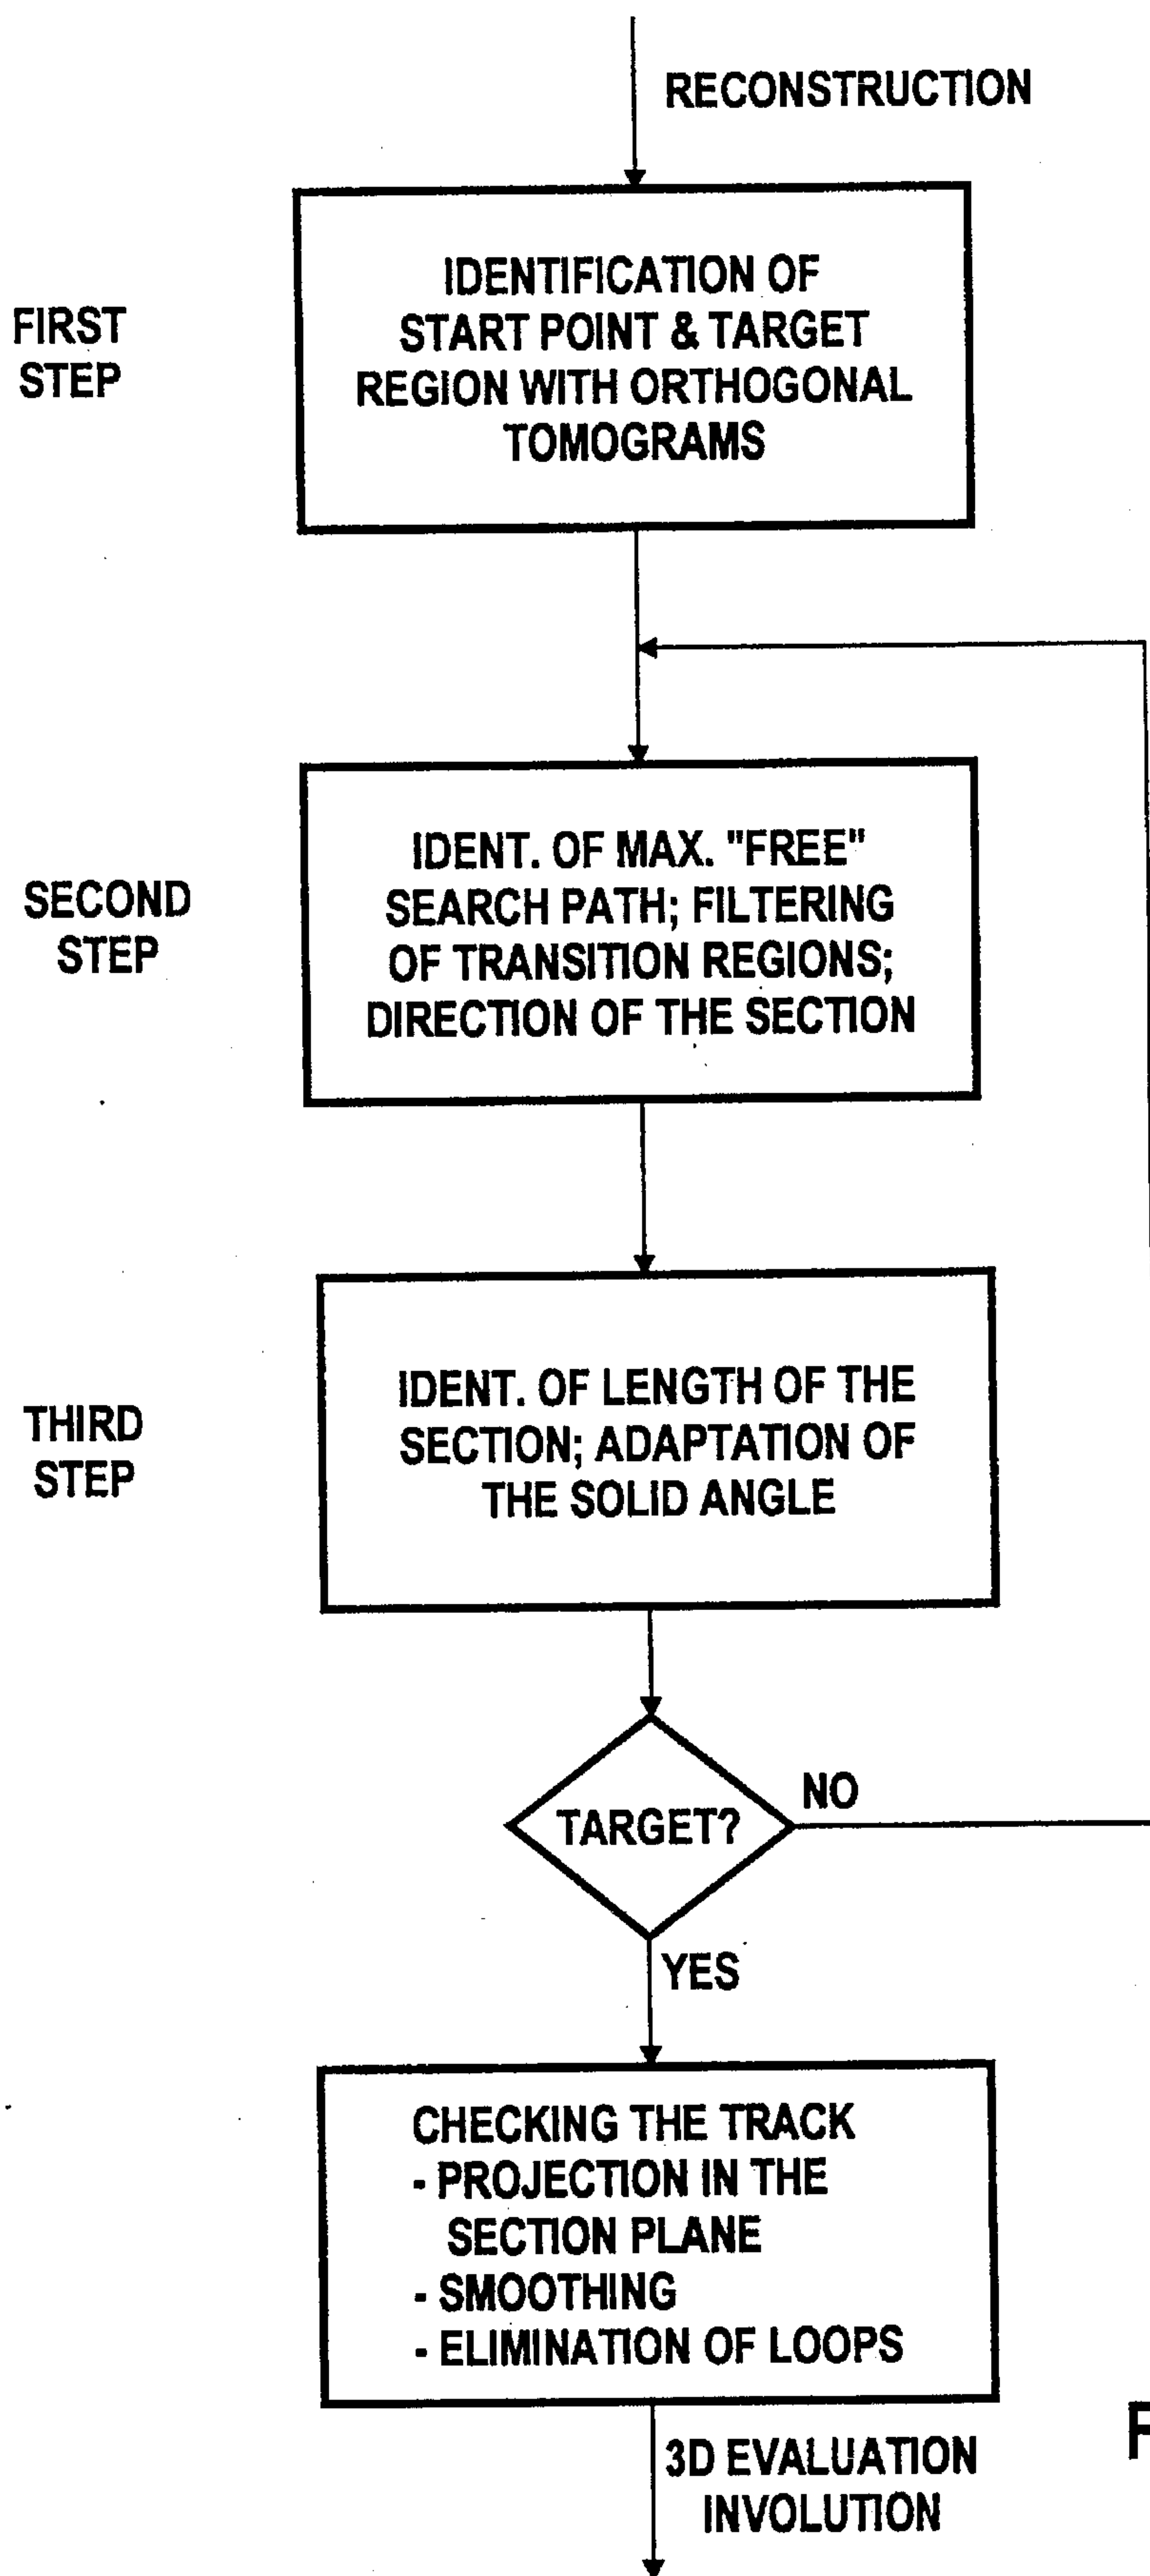 RECONSTRUCTION
FIRST
STEP
IDENTIFICATION OF
START POINT & TARGET
REGION WITH ORTHOGONAL
TOMOGRAMS
SECOND
STEP
IDENT. OF MAX. "FREE"
SEARCH PATH; FILTERING
OF TRANSITION REGIONS;
DIRECTION OF THE SECTION
THIRD
STEP
IDENT. OF LENGTH OF THE
SECTION; ADAPTATION OF
THE SOLID ANGLE
TARGET?
NO
YES
CHECKING THE TRACK
- PROJECTION IN THE
SECTION PLANE
- SMOOTHING
- ELIMINATION OF LOOPS
3D EVALUATION
INVOLUTION